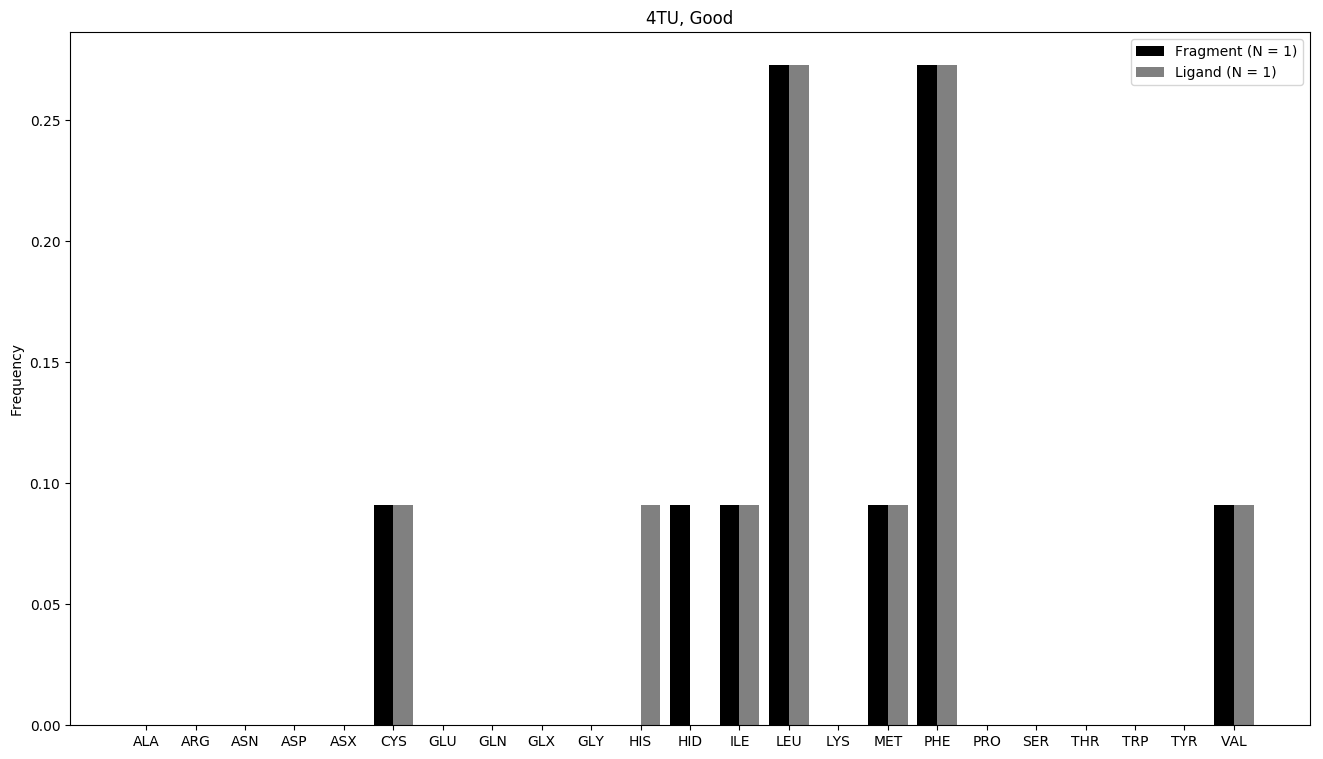 4TU, Good
Fragment (N = 1)
Ligand (N = 1)
Frequency
0.25
0.20
0.15
0.10
0.05
0.00
ALA ARG ASN ASP ASX CYS GLU GLN GLX GLY HIS HID ILE LEU LYS MET PHE PRO SER THR TRP TYR VAL